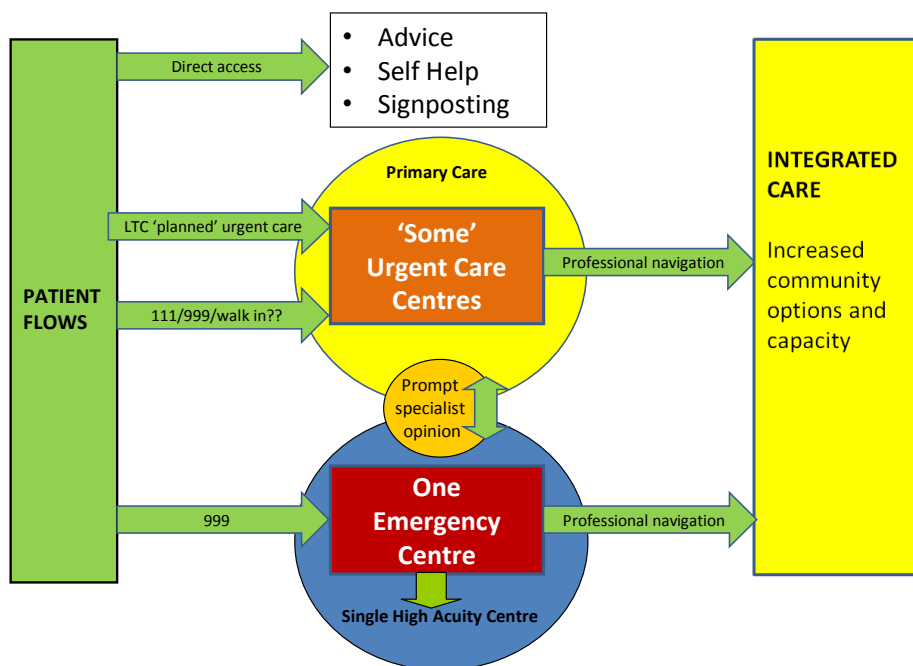 Direct access
• Advice
• Self Help
• Signposting
PATIENT
FLOWS
Primary Care
LTC ‘planned’ urgent care
‘Some’
Urgent Care
Centres
Professional navigation
111/999/walk in??
INTEGRATED
CARE
Increased
community
options and
capacity
Prompt
specialist
opinion
999
One
Emergency
Centre
Professional navigation
Single High Acuity Centre